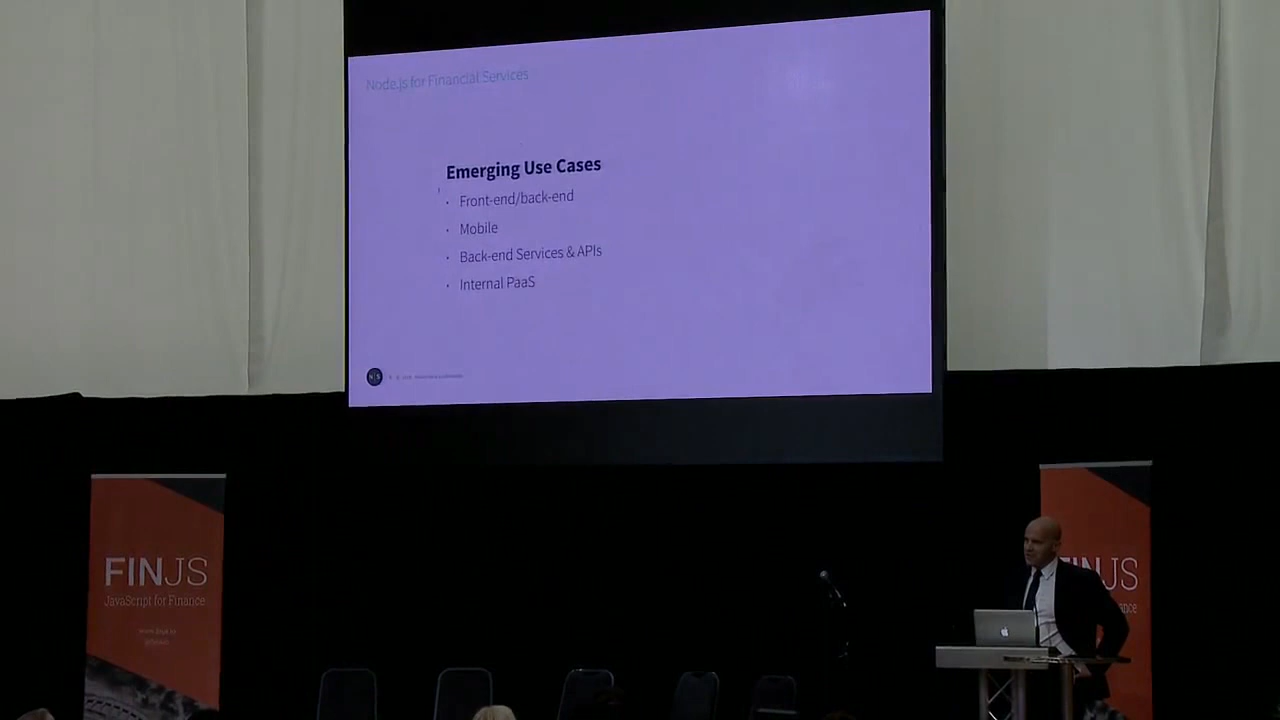 Node.js for Financial Services
Emerging Use Cases
· Front-end/back-end
· Mobile
· Back-end Services & APIs
· Internal PaaS
FINJS
JavaScript for Finance
FINJS